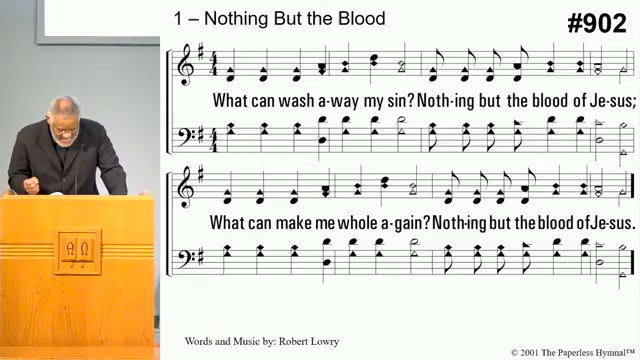 1 – Nothing But the Blood
#902
What can wash a-way my sin? Noth-ing but the blood of Je-sus;
What can make me whole a-gain? Noth-ing but the blood of Je-sus.
ΑΩ
Words and Music by: Robert Lowry
© 2001 The Paperless Hymnal™